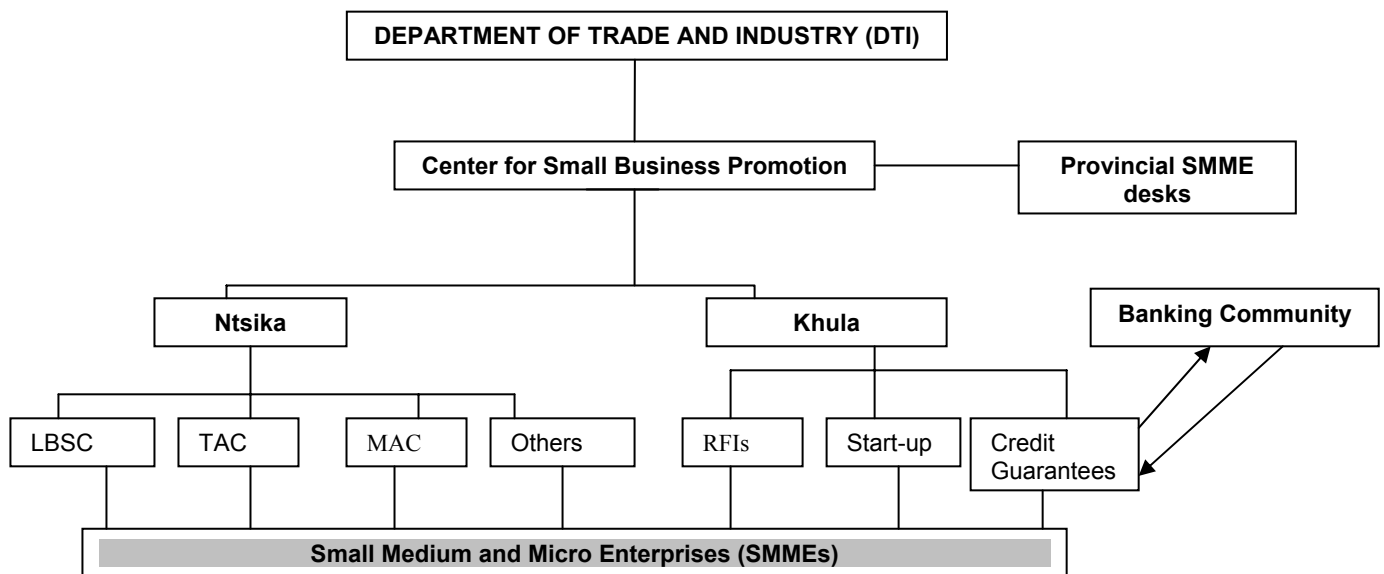 DEPARTMENT OF TRADE AND INDUSTRY (DTI)
Center for Small Business Promotion
Provincial SMME
desks
Ntsika
Khula
Banking Community
LBSC
TAC
MAC
Others
RFIs
Start-up
Credit
Guarantees
Small Medium and Micro Enterprises (SMMEs)